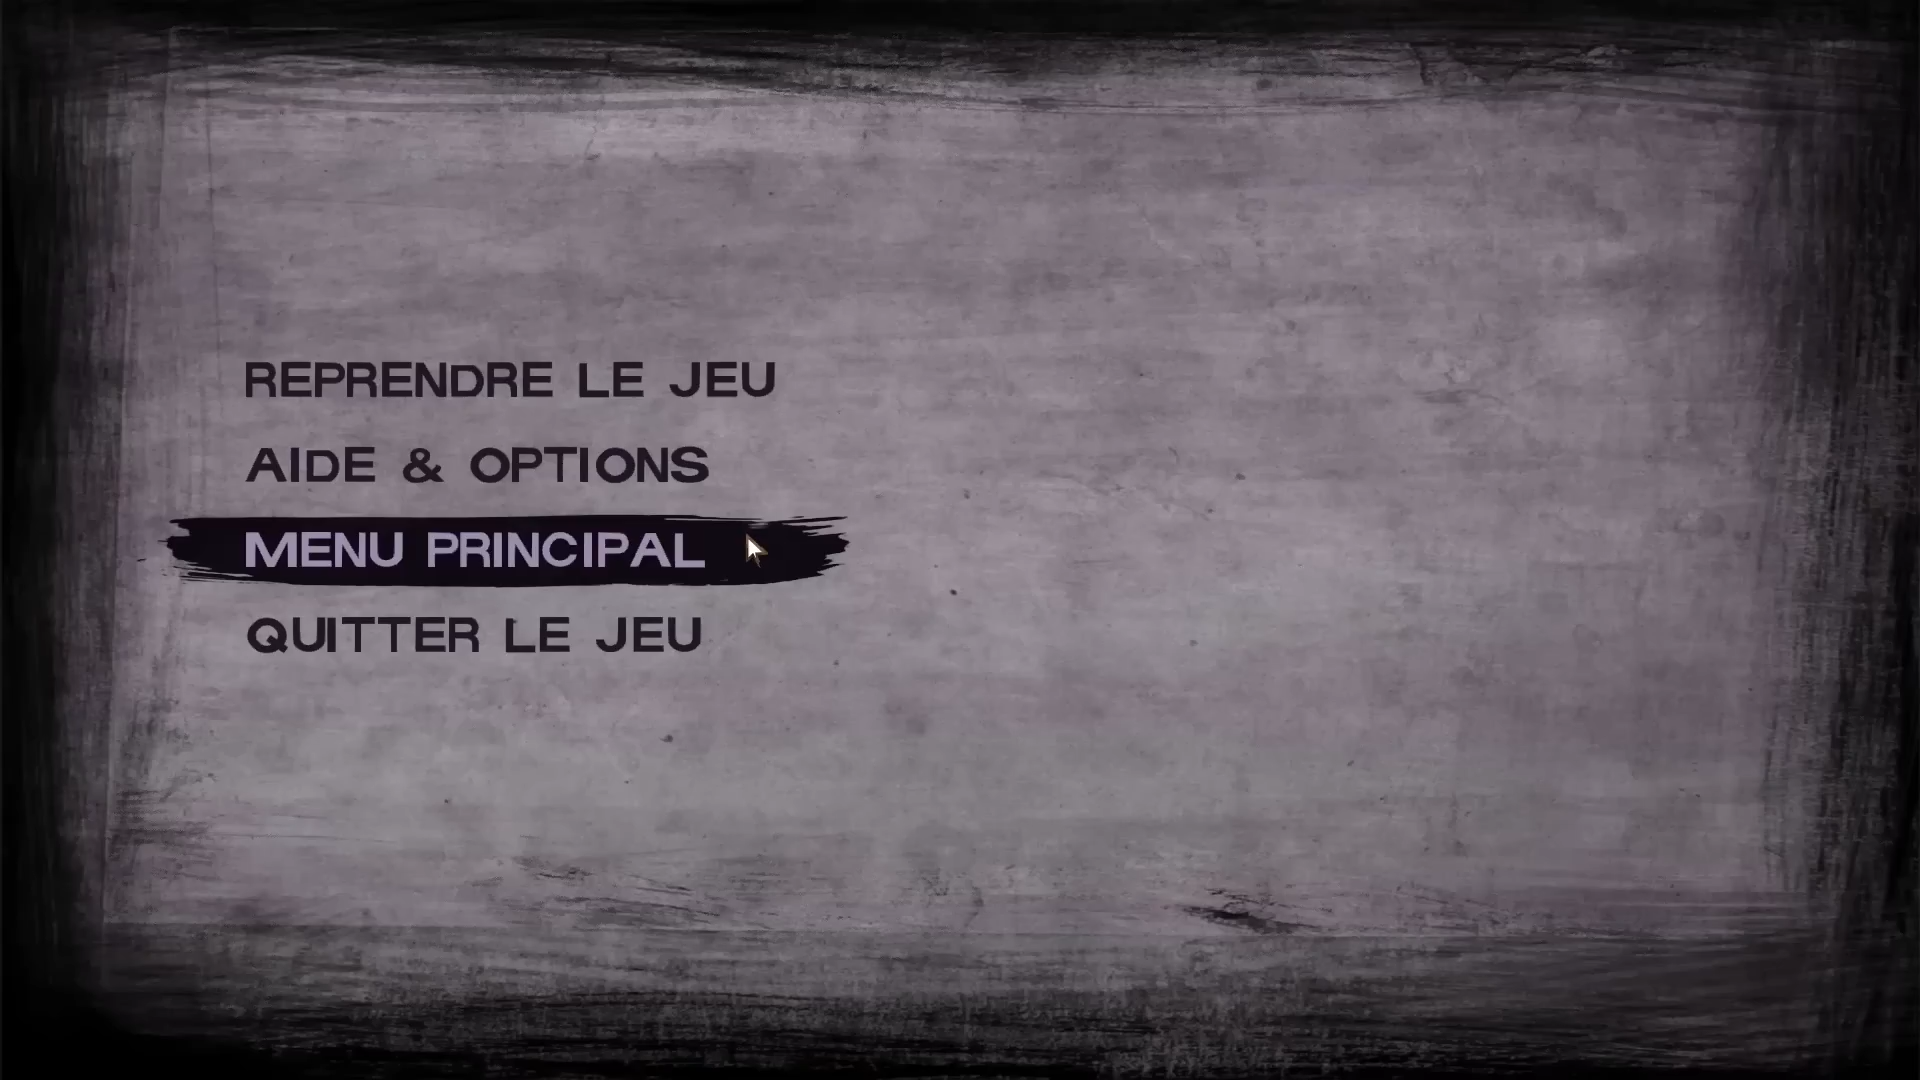 REPRENDRE LE JEU
AIDE & OPTIONS
MENU PRINCIPAL
QUITTER LE JEU